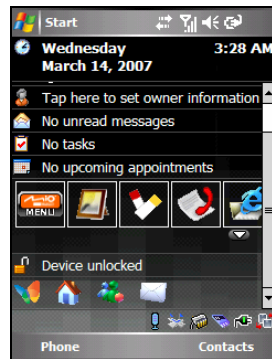 Start
Wednesday 3:28 AM
March 14, 2007
Tap here to set owner information
No unread messages
No tasks
No upcoming appointments
MENU
Device unlocked
Phone Contacts